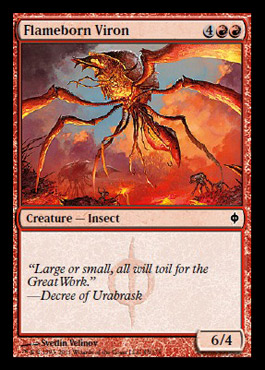 Flameborn Viron 4
Creature — Insect
“Large or small, all will toil for the
Great Work.”
—Decree of Urabrask
Svetlin Velinov
6/4